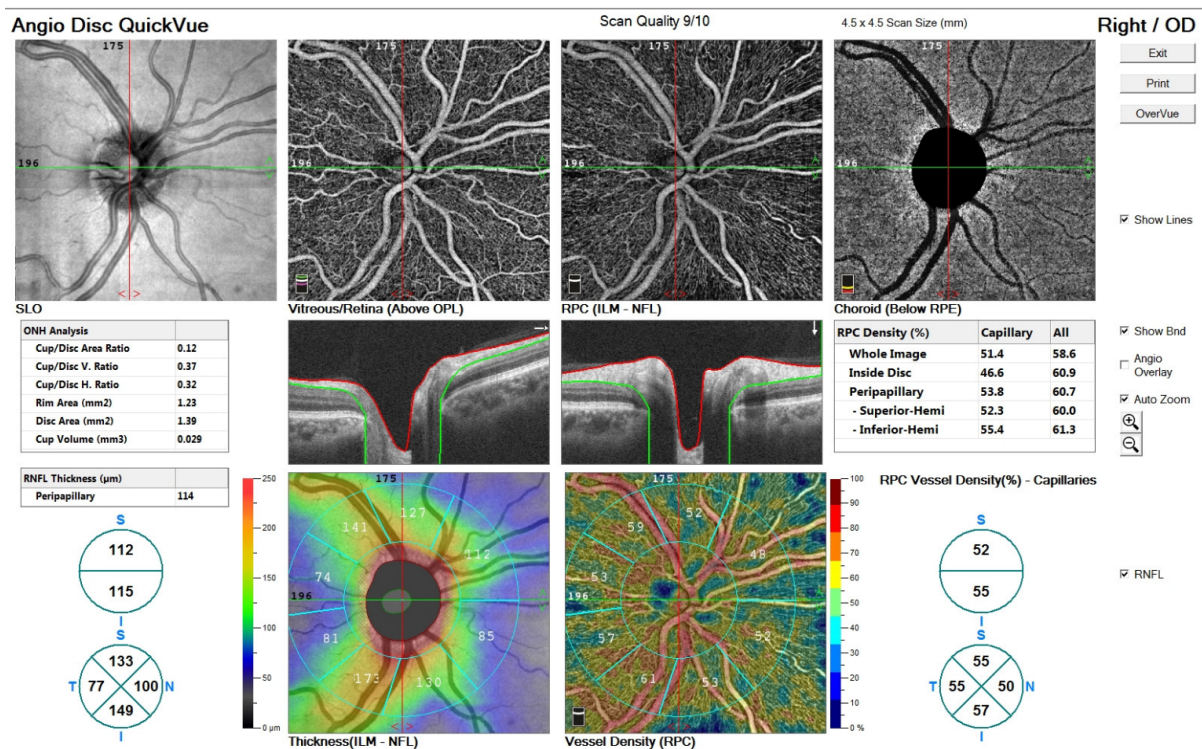 Angio Disc QuickVue
Scan Quality 9/10
4.5 x 4.5 Scan Size (mm)
Right / OD
Exit
Print
OverVue
Show Lines
Show Bnd
Angio Overlay
Auto Zoom
RNFL
175
196
SLO
175
196
Vitreous/Retina (Above OPL)
175
196
RPC (ILM - NFL)
175
196
Choroid (Below RPE)
ONH Analysis
Cup/Disc Area Ratio 0.12
Cup/Disc V. Ratio 0.37
Cup/Disc H. Ratio 0.32
Rim Area (mm2) 1.23
Disc Area (mm2) 1.39
Cup Volume (mm3) 0.029
RPC Density (%) Capillary All
Whole Image 51.4 58.6
Inside Disc 46.6 60.9
Peripapillary 53.8 60.7
- Superior-Hemi 52.3 60.0
- Inferior-Hemi 55.4 61.3
RNFL Thickness (µm)
Peripapillary 114
S
112
115
I
S
133
T 77 100 N
149
I
250
200
150
100
50
0 µm
175
196
141 127
74 112
81 85
173 130
Thickness(ILM - NFL)
175
196
59 52
53 48
57 52
61 53
Vessel Density (RPC)
100
90
80
70
60
50
40
30
20
10
0 %
RPC Vessel Density(%) - Capillaries
S
52
55
I
S
55
T 55 50 N
57
I